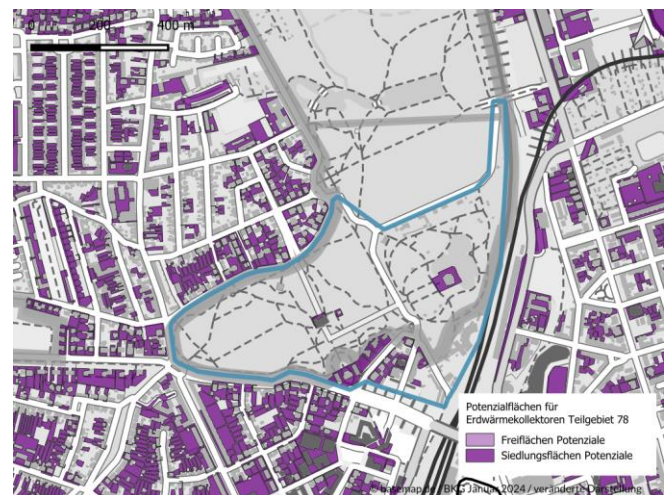 0 200 400 m
Potenzialflächen für
Erdwärmekollektoren Teilgebiet 78
Freiflächen Potenziale
Siedlungsflächen Potenziale
© basemap.de / BKG Januar 2024 / veränderte Darstellung